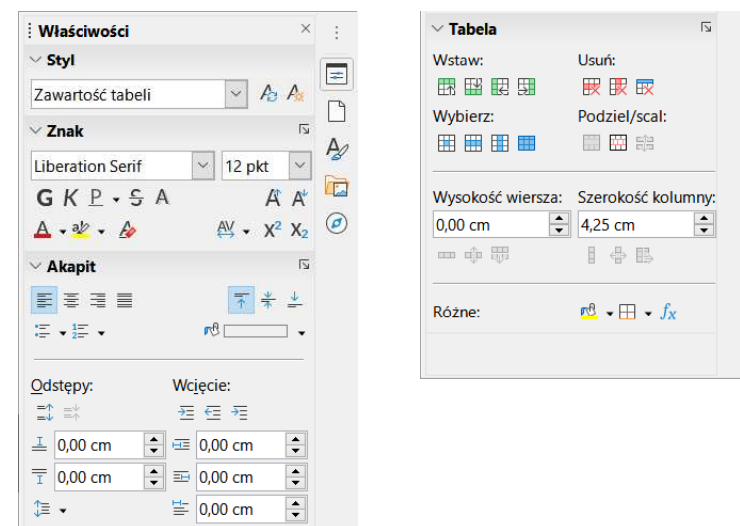 Właściwości
Styl
Zawartość tabeli
Znak
Liberation Serif
12 pkt
G K P S A
A A
A ab AV X² X₂
Akapit
Odstępy:
Wcięcie:
0,00 cm
0,00 cm
0,00 cm
0,00 cm
0,00 cm
Tabela
Wstaw:
Usuń:
Wybierz:
Podziel/scal:
Wysokość wiersza:
Szerokość kolumny:
0,00 cm
4,25 cm
Różne:
fx